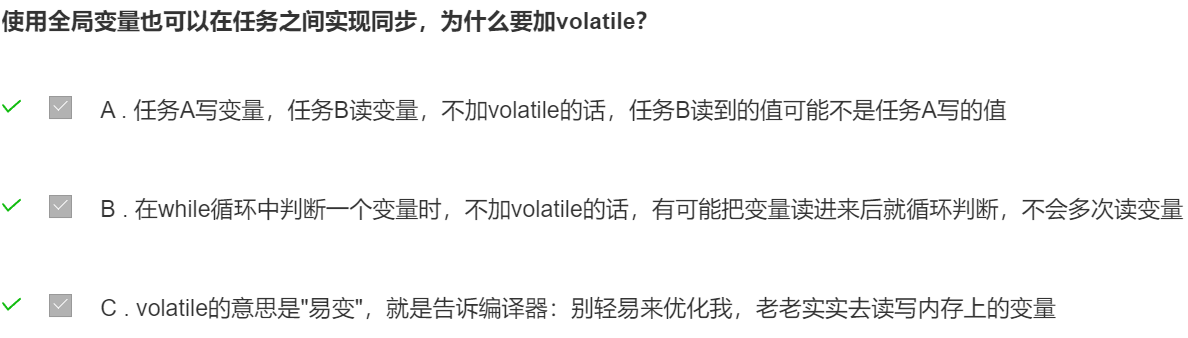 使用全局变量也可以在任务之间实现同步，为什么要加volatile？
A . 任务A写变量，任务B读变量，不加volatile的话，任务B读到的值可能不是任务A写的值
B . 在while循环中判断一个变量时，不加volatile的话，有可能把变量读进来后就循环判断，不会多次读变量
C . volatile的意思是"易变"，就是告诉编译器：别轻易来优化我，老老实实去读写内存上的变量